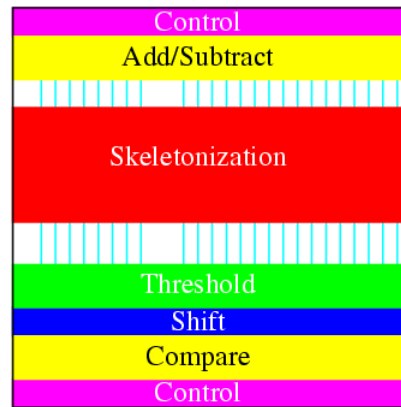 Control
Add/Subtract
Skeletonization
Threshold
Shift
Compare
Control